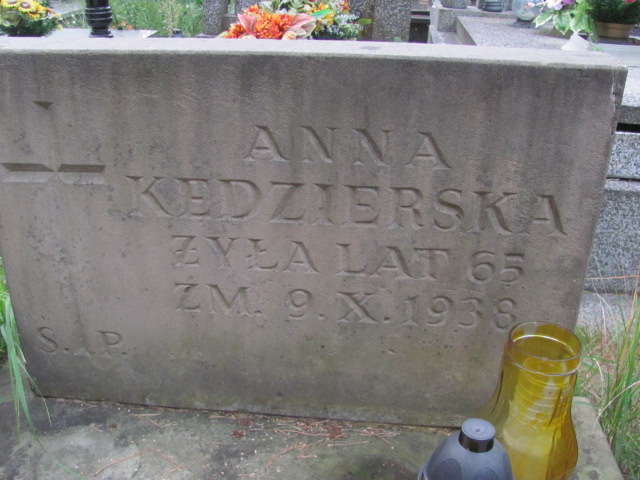 ANNA
KĘDZIERSKA
ŻYŁA LAT 65
ZM. 9.X.1938
Ś.†P.